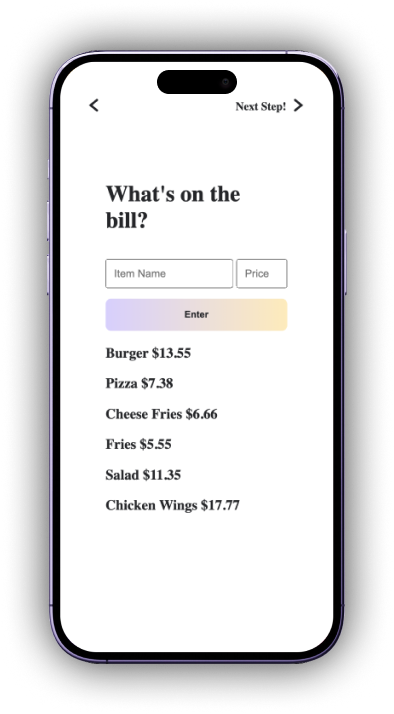 Next Step!
What's on the
bill?
Item Name Price
Enter
Burger $13.55
Pizza $7.38
Cheese Fries $6.66
Fries $5.55
Salad $11.35
Chicken Wings $17.77